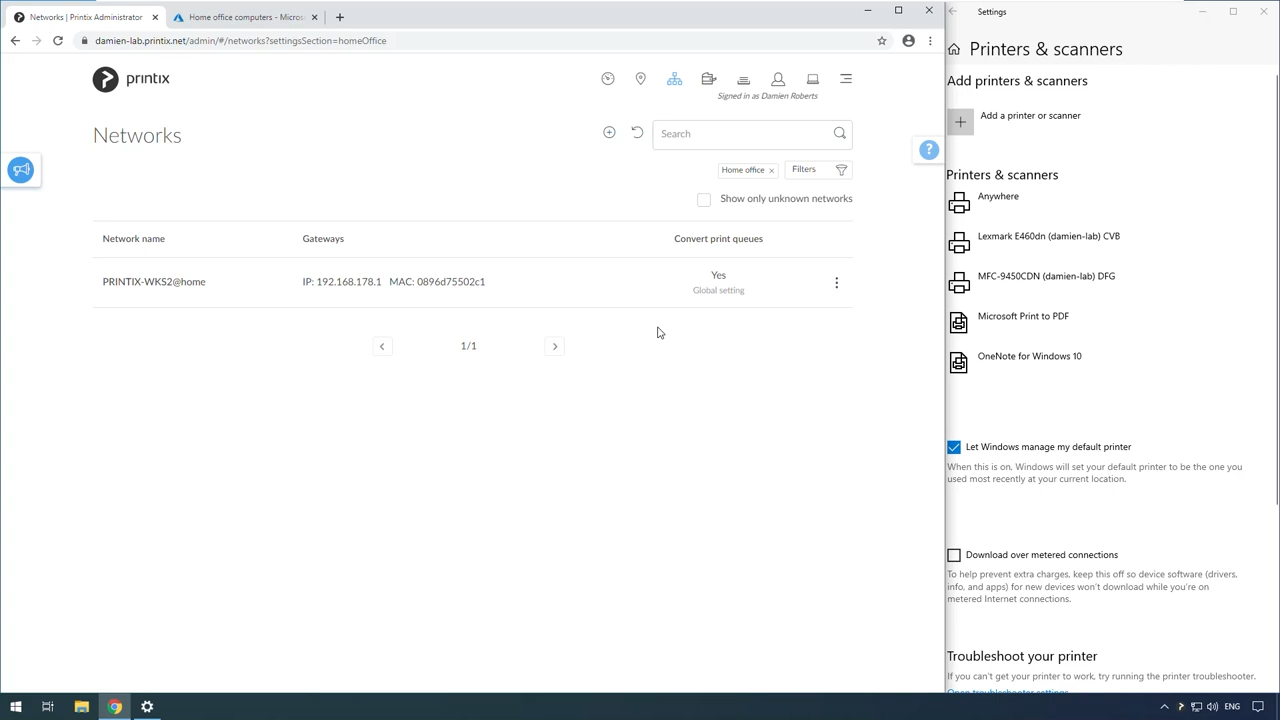 Networks | Printix Administrator
Home office computers - Micros
damien-lab.printix.net/admin/#/networks?settingsSection=homeOffice
printix
Signed in as Damien Roberts
Networks
Search
Home office
Filters
Show only unknown networks
Network name
Gateways
Convert print queues
PRINTIX-WKS2@home
IP: 192.168.178.1 MAC: 0896d75502c1
Yes
Global setting
1/1
Settings
Printers & scanners
Add printers & scanners
Add a printer or scanner
Printers & scanners
Anywhere
Lexmark E460dn (damien-lab) CVB
MFC-9450CDN (damien-lab) DFG
Microsoft Print to PDF
OneNote for Windows 10
Let Windows manage my default printer
When this is on, Windows will set your default printer to be the one you
used most recently at your current location.
Download over metered connections
To help prevent extra charges, keep this off so device software (drivers,
info, and apps) for new devices won't download while you're on
metered Internet connections.
Troubleshoot your printer
If you can't get your printer to work, try running the printer troubleshooter.
Open troubleshooter settings
ENG